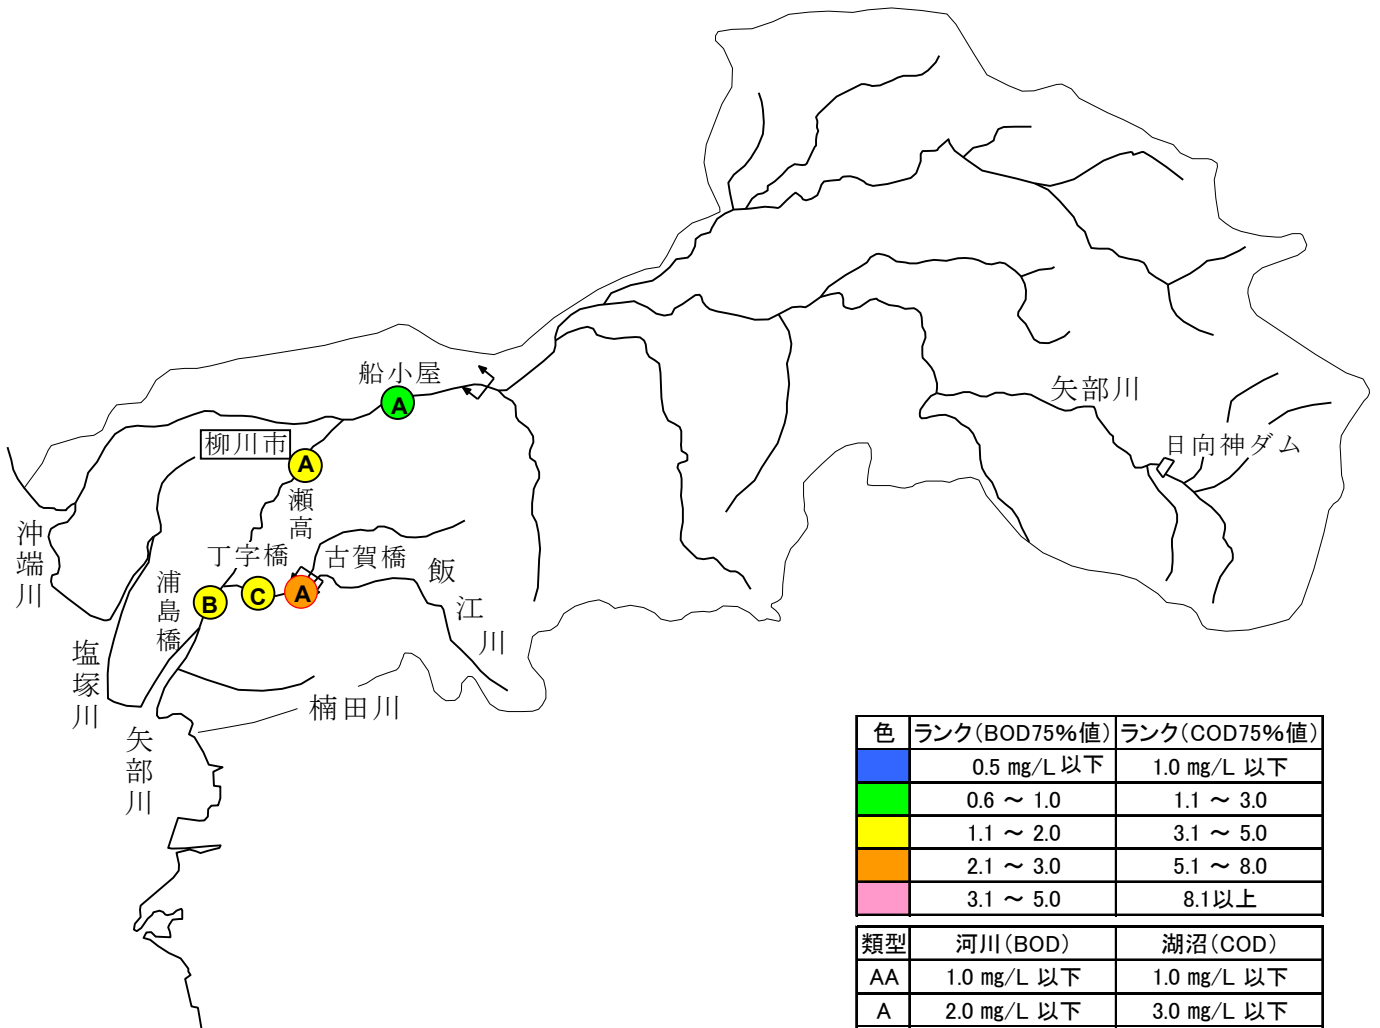 船小屋
A
柳川市
A
瀬高
矢部川
日向神ダム
沖端川
丁字橋
古賀橋
飯江川
浦島橋
B
C
A
塩塚川
楠田川
矢部川
色 ランク(BOD75%値) ランク(COD75%値)
0.5 ㎎/L 以下 1.0 ㎎/L 以下
0.6 ～ 1.0 1.1 ～ 3.0
1.1 ～ 2.0 3.1 ～ 5.0
2.1 ～ 3.0 5.1 ～ 8.0
3.1 ～ 5.0 8.1以上
類型 河川(BOD) 湖沼(COD)
AA 1.0 ㎎/L 以下 1.0 ㎎/L 以下
A 2.0 ㎎/L 以下 3.0 ㎎/L 以下